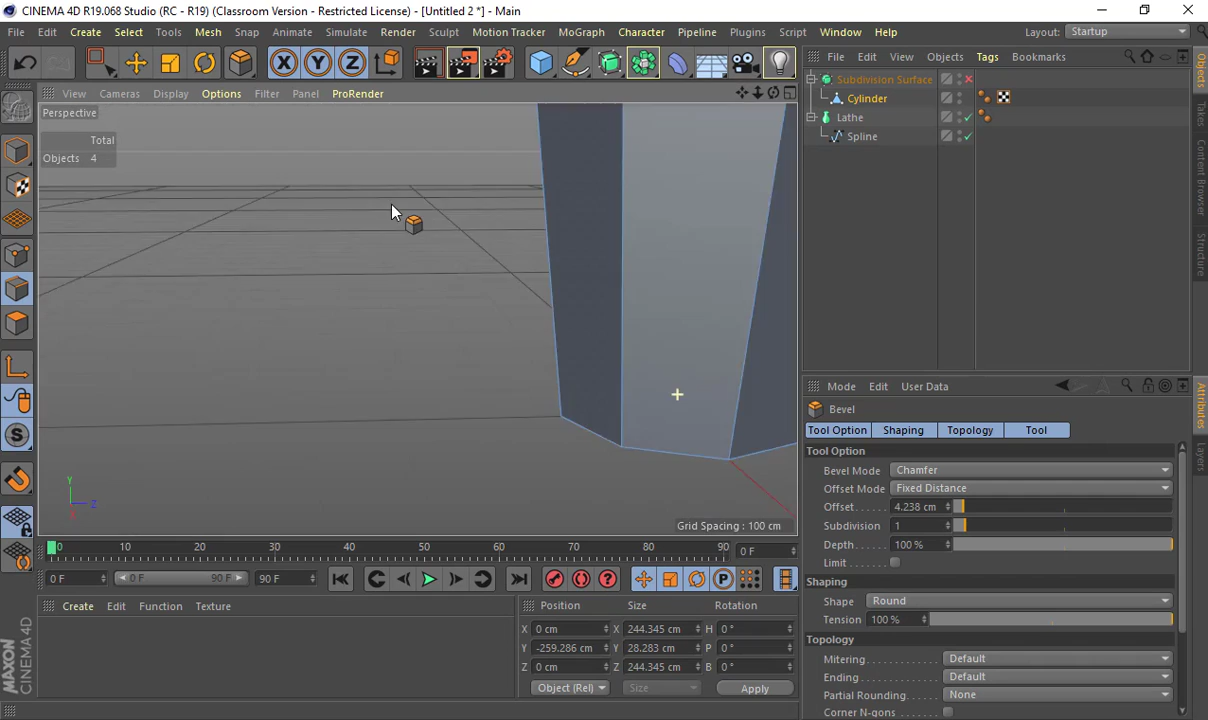 CINEMA 4D R19.068 Studio (RC - R19) (Classroom Version - Restricted License) - [Untitled 2 *] - Main
File Edit Create Select Tools Mesh Snap Animate Simulate Render Sculpt Motion Tracker MoGraph Character Pipeline Plugins Script Window Help Layout: Startup
X Y Z
File Edit View Objects Tags Bookmarks
View Cameras Display Options Filter Panel ProRender
Perspective
Total
Objects 4
Subdivision Surface
Cylinder
Lathe
Spline
Objects
Takes
Content Browser
Structure
Y
Z
X
Grid Spacing : 100 cm
Mode Edit User Data
Bevel
Tool Option Shaping Topology Tool
Tool Option
Bevel Mode Chamfer
Offset Mode Fixed Distance
Offset 4.238 cm
Subdivision 1
Depth 100 %
Limit
Shaping
Shape Round
Tension 100 %
Topology
Mitering Default
Ending Default
Partial Rounding None
Corner N-gons
Attributes
Layers
0 10 20 30 40 50 60 70 80 90 0 F
0 F 0 F 90 F 90 F
P
S
Create Edit Function Texture
Position Size Rotation
X 0 cm X 244.345 cm H 0 °
Y -259.286 cm Y 28.283 cm P 0 °
Z 0 cm Z 244.345 cm B 0 °
Object (Rel) Size Apply
MAXON
CINEMA 4D